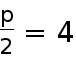 p/2 = 4